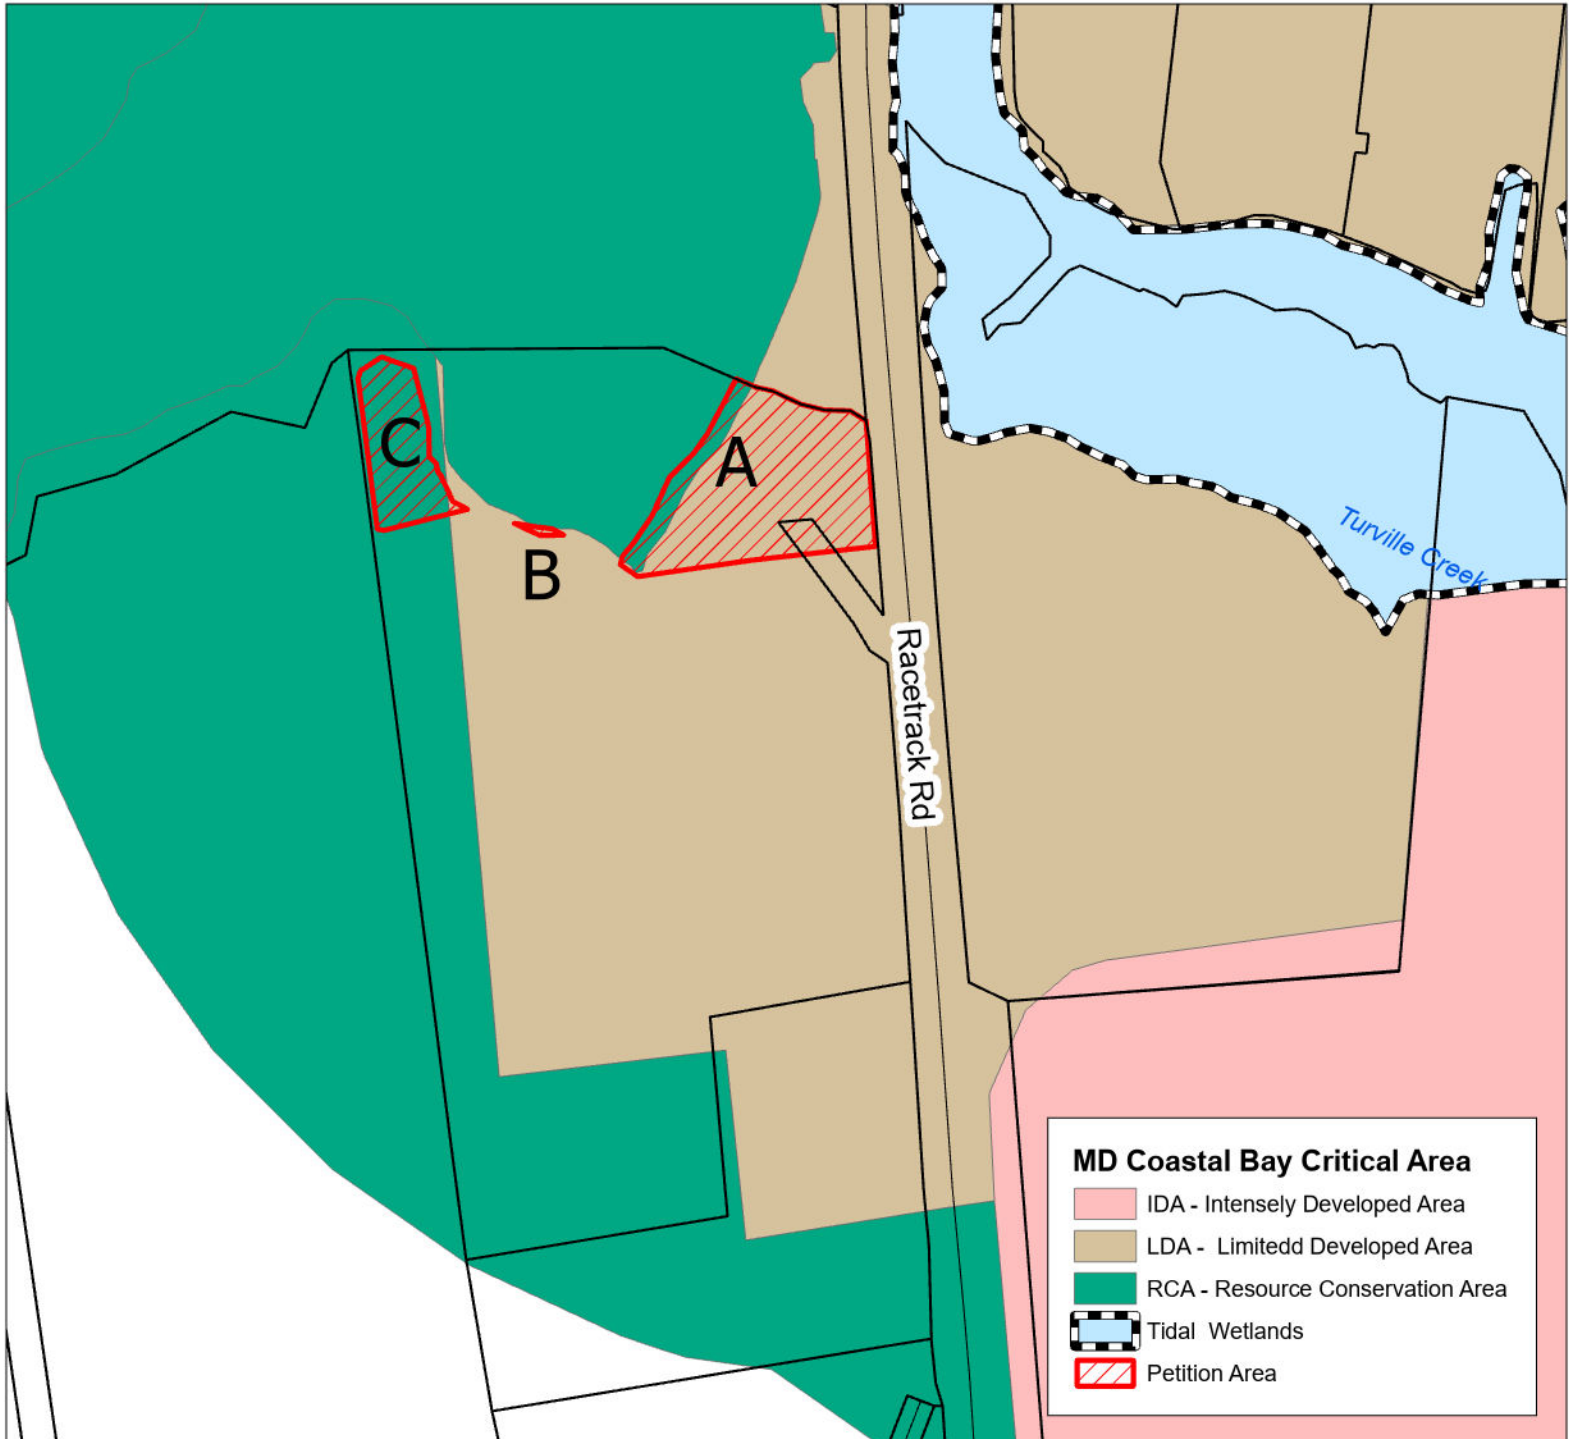 C
A
B
Turville Creek
Racetrack Rd
MD Coastal Bay Critical Area
IDA - Intensely Developed Area
LDA - Limitedd Developed Area
RCA - Resource Conservation Area
Tidal Wetlands
Petition Area